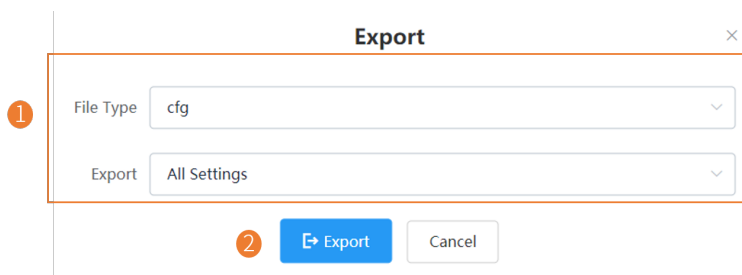 Export
1
File Type cfg
Export All Settings
2 Export Cancel